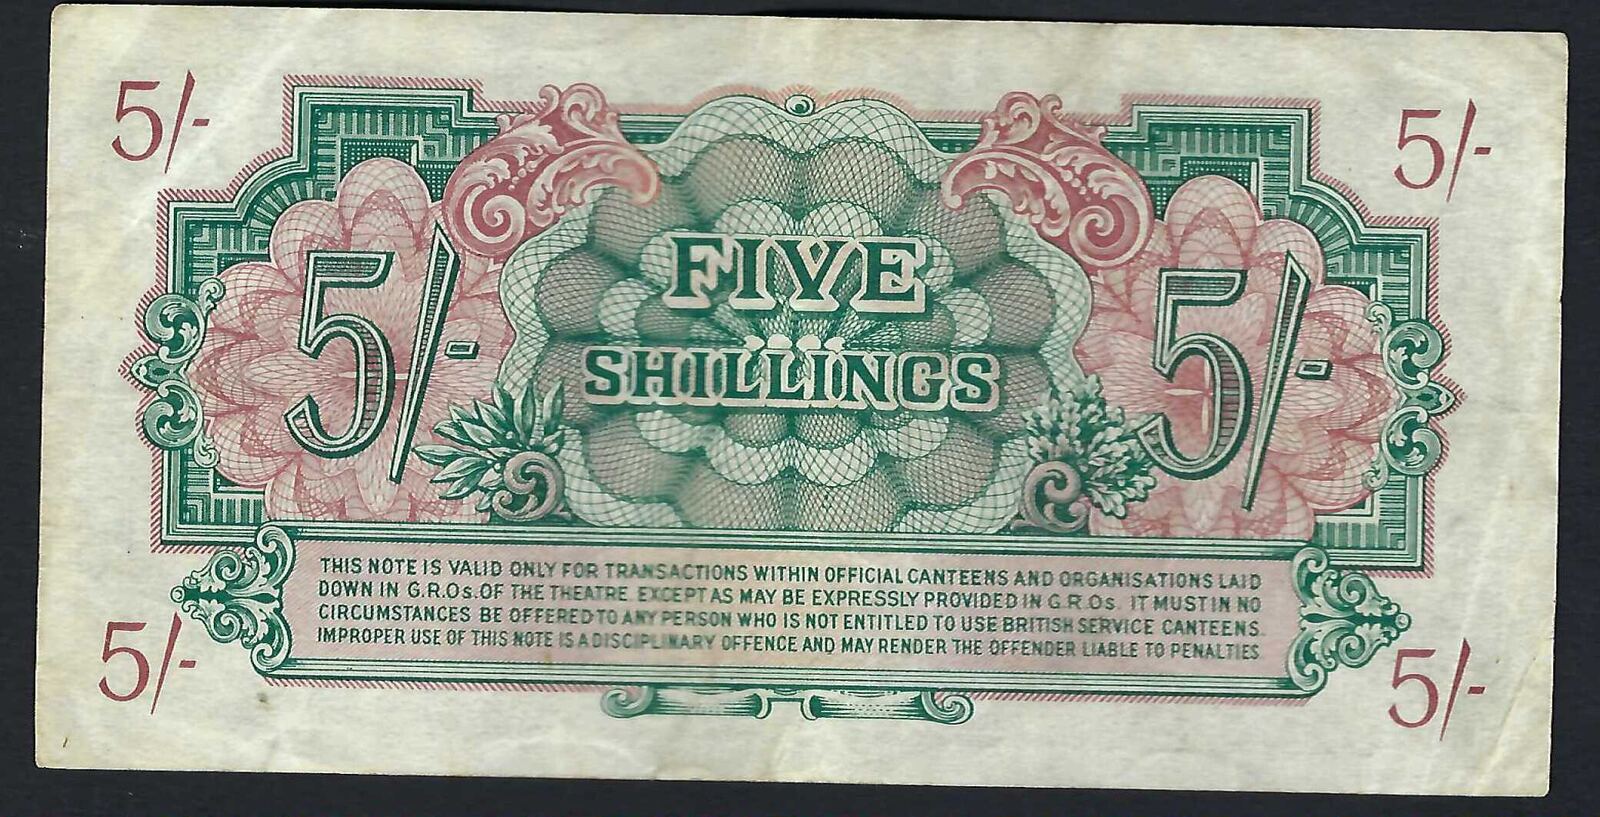 5/- 5/-
FIVE
SHILLINGS
5/- 5/-
THIS NOTE IS VALID ONLY FOR TRANSACTIONS WITHIN OFFICIAL CANTEENS AND ORGANISATIONS LAID
DOWN IN G.R.Os. OF THE THEATRE EXCEPT AS MAY BE EXPRESSLY PROVIDED IN G.R.Os. IT MUST IN NO
CIRCUMSTANCES BE OFFERED TO ANY PERSON WHO IS NOT ENTITLED TO USE BRITISH SERVICE CANTEENS.
IMPROPER USE OF THIS NOTE IS A DISCIPLINARY OFFENCE AND MAY RENDER THE OFFENDER LIABLE TO PENALTIES
5/- 5/-